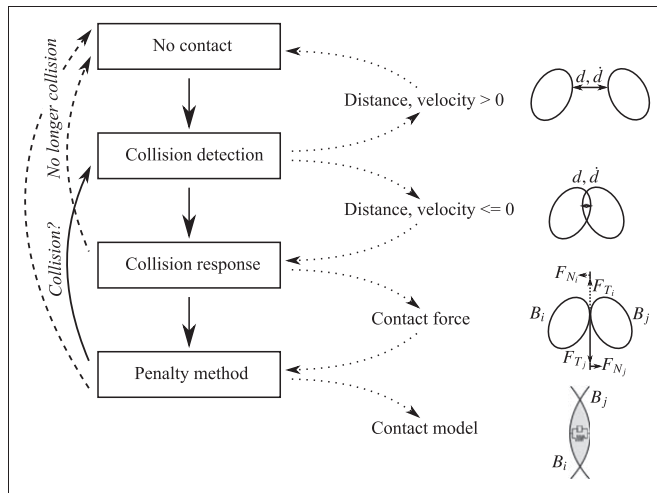 No contact
No longer collision
Distance, velocity > 0
d, ḋ
Collision detection
Distance, velocity <= 0
d, ḋ
Collision?
Collision response
Contact force
F_{N_i}
F_{T_i}
B_i
B_j
F_{T_j}
F_{N_j}
Penalty method
Contact model
B_j
B_i